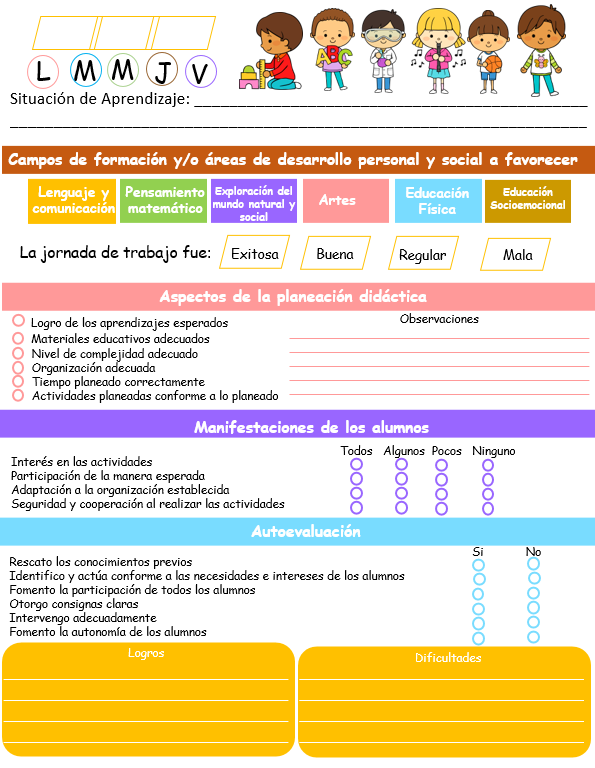 L M M J V
ABC
Situación de Aprendizaje: ______________________________________________
____________________________________________________________________
Campos de formación y/o áreas de desarrollo personal y social a favorecer
Lenguaje y comunicación
Pensamiento matemático
Exploración del mundo natural y social
Artes
Educación Física
Educación Socioemocional
La jornada de trabajo fue: Exitosa Buena Regular Mala
Aspectos de la planeación didáctica
Observaciones
Logro de los aprendizajes esperados
Materiales educativos adecuados
Nivel de complejidad adecuado
Organización adecuada
Tiempo planeado correctamente
Actividades planeadas conforme a lo planeado
Manifestaciones de los alumnos
Todos Algunos Pocos Ninguno
Interés en las actividades
Participación de la manera esperada
Adaptación a la organización establecida
Seguridad y cooperación al realizar las actividades
Autoevaluación
Si No
Rescato los conocimientos previos
Identifico y actúa conforme a las necesidades e intereses de los alumnos
Fomento la participación de todos los alumnos
Otorgo consignas claras
Intervengo adecuadamente
Fomento la autonomía de los alumnos
Logros
Dificultades